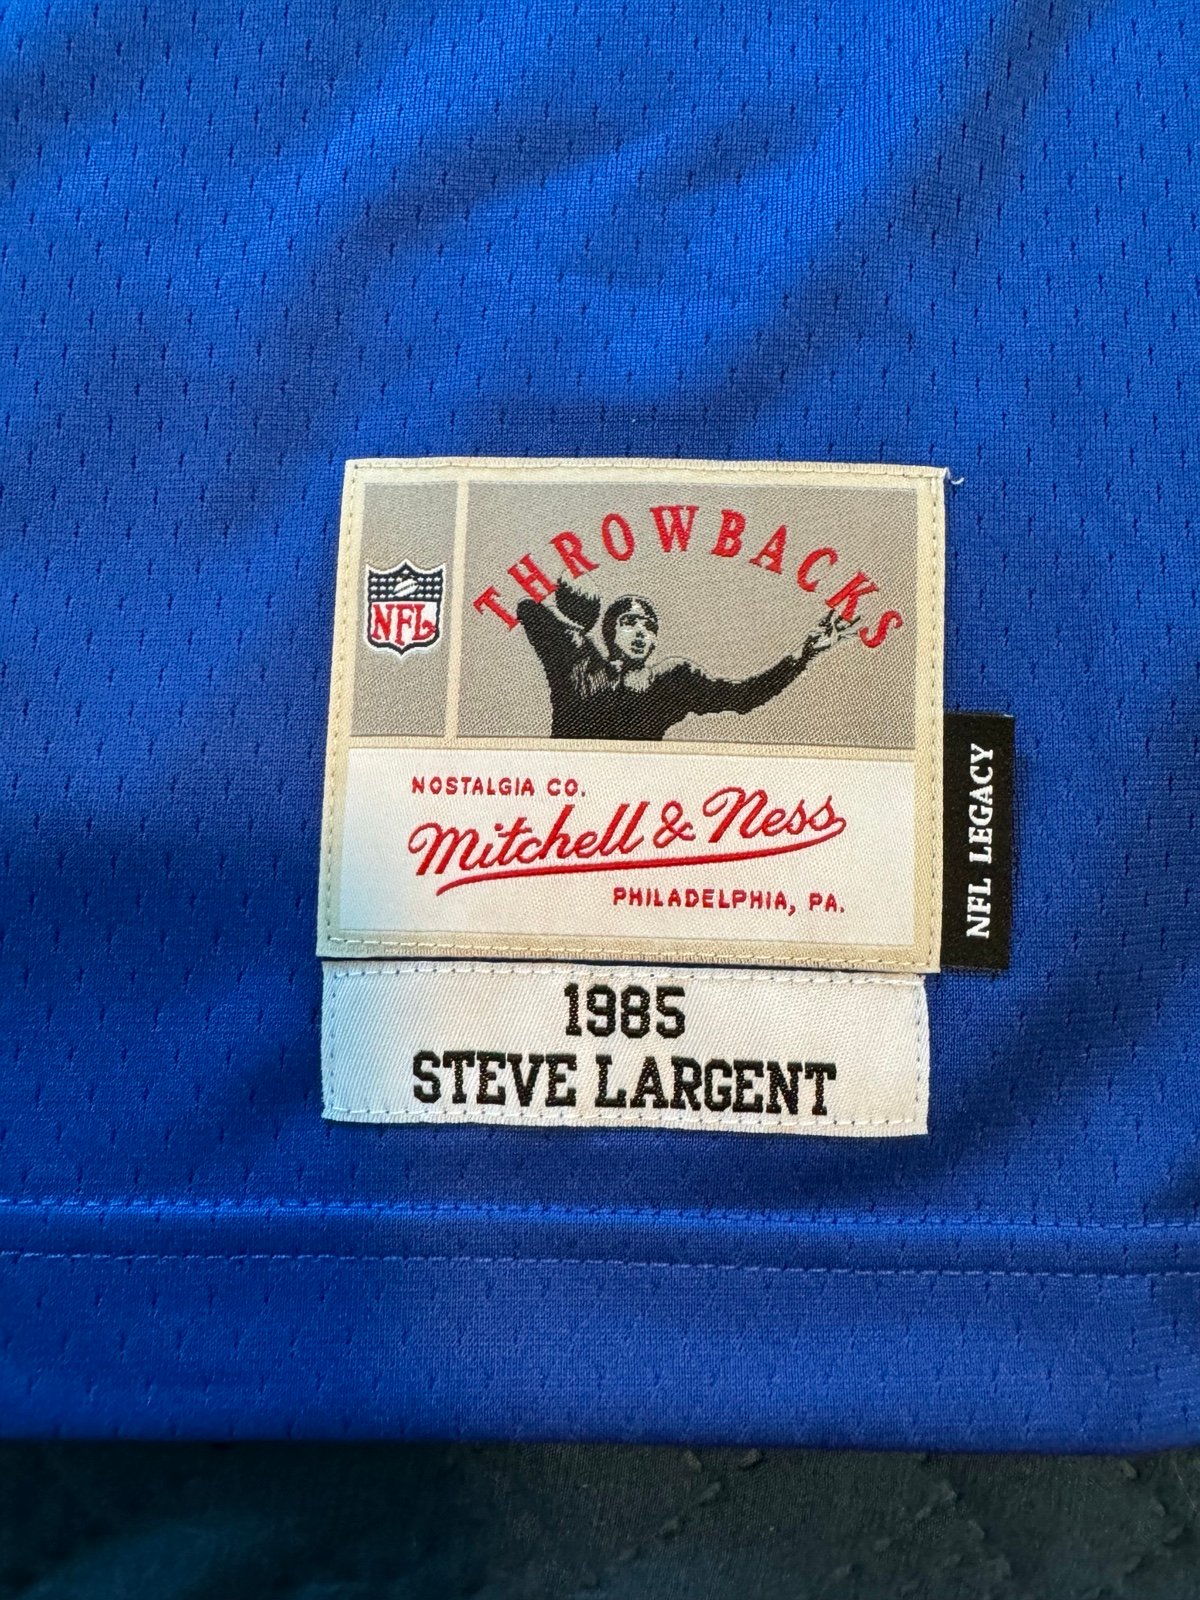 THROWBACKS
NFL
NOSTALGIA CO.
Mitchell & Ness
PHILADELPHIA, PA.
NFL LEGACY
1985
STEVE LARGENT